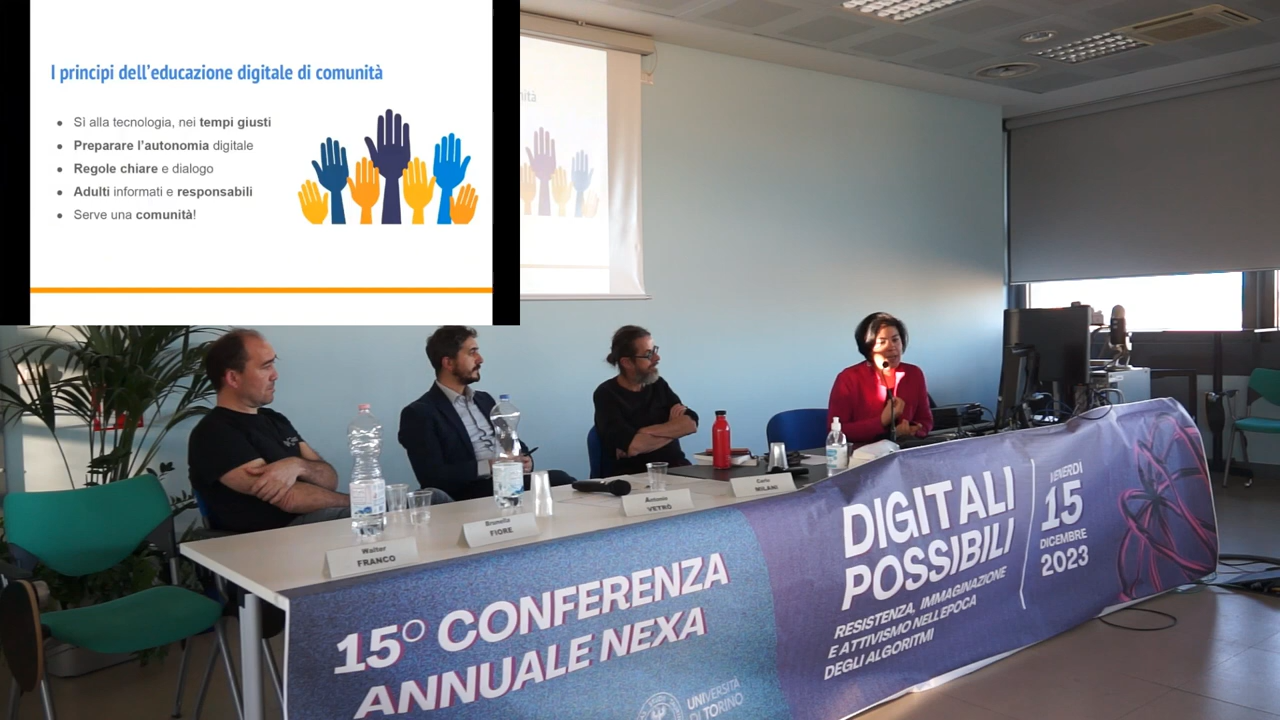 I principi dell'educazione digitale di comunità
Sì alla tecnologia, nei tempi giusti
Preparare l'autonomia digitale
Regole chiare e dialogo
Adulti informati e responsabili
Serve una comunità!
nità
Walter
FRANCO
Brunella
FIORE
Antonio
VETRÒ
Carlo
MILANI
15° CONFERENZA
ANNUALE NEXA
UNIVERSITÀ
DI TORINO
DIGITALI
POSSIBILI
RESISTENZA, IMMAGINAZIONE
E ATTIVISMO NELL'EPOCA
DEGLI ALGORITMI
VENERDÌ
15
DICEMBRE
2023